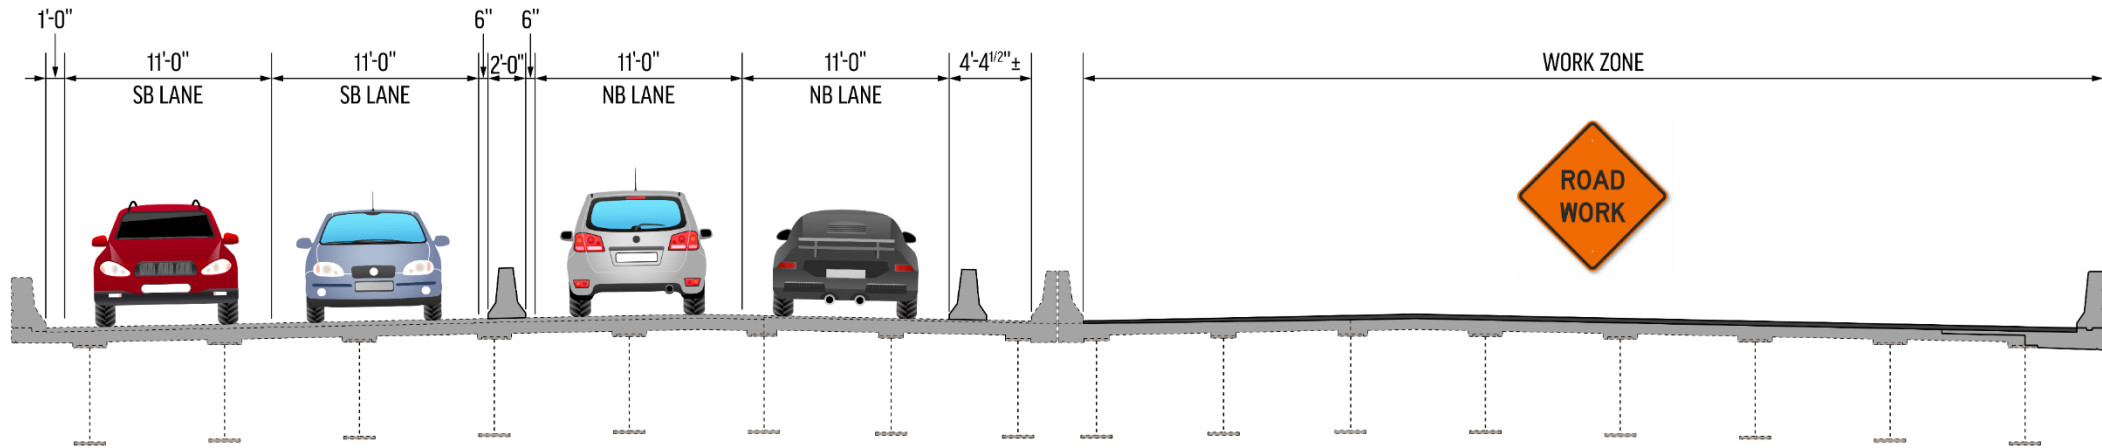 1'-0" 6" 6"
11'-0" 11'-0" 2'-0" 11'-0" 11'-0" 4'-4 1/2" ± WORK ZONE
SB LANE SB LANE NB LANE NB LANE
ROAD
WORK